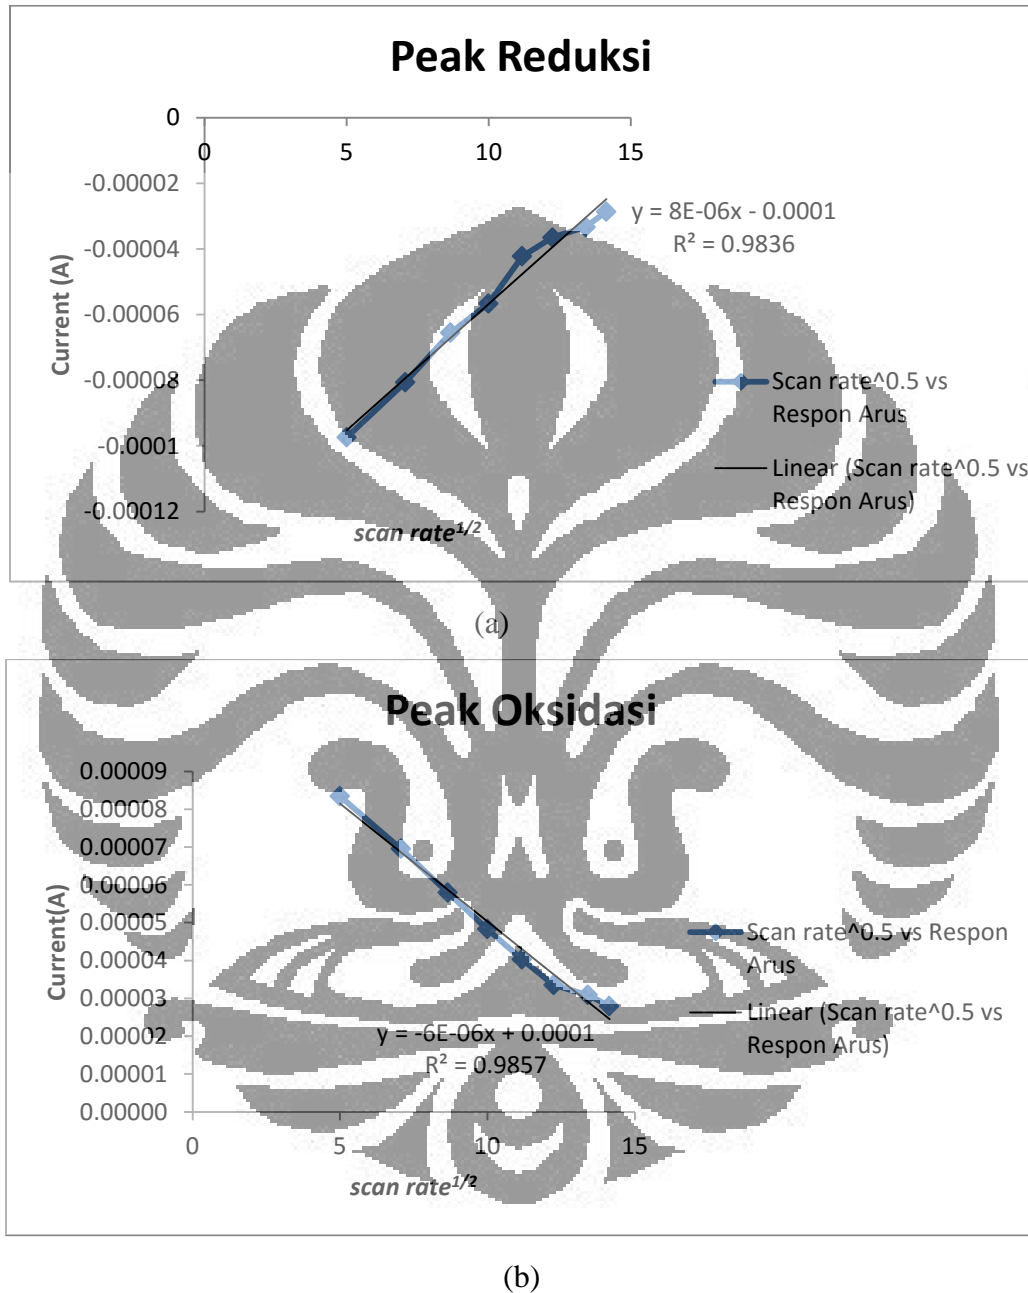 Peak Reduksi
0
0 5 10 15
-0.00002
-0.00004
-0.00006
-0.00008
-0.0001
-0.00012
Current (A)
y = 8E-06x - 0.0001
R² = 0.9836
Scan rate^0.5 vs
Respon Arus
Linear (Scan rate^0.5 vs
Respon Arus)
scan rate^1/2
(a)
Peak Oksidasi
0.00009
0.00008
0.00007
0.00006
0.00005
0.00004
0.00003
0.00002
0.00001
0.00000
Current(A)
Scan rate^0.5 vs Respon
Arus
Linear (Scan rate^0.5 vs
Respon Arus)
y = -6E-06x + 0.0001
R² = 0.9857
0 5 10 15
scan rate^1/2
(b)